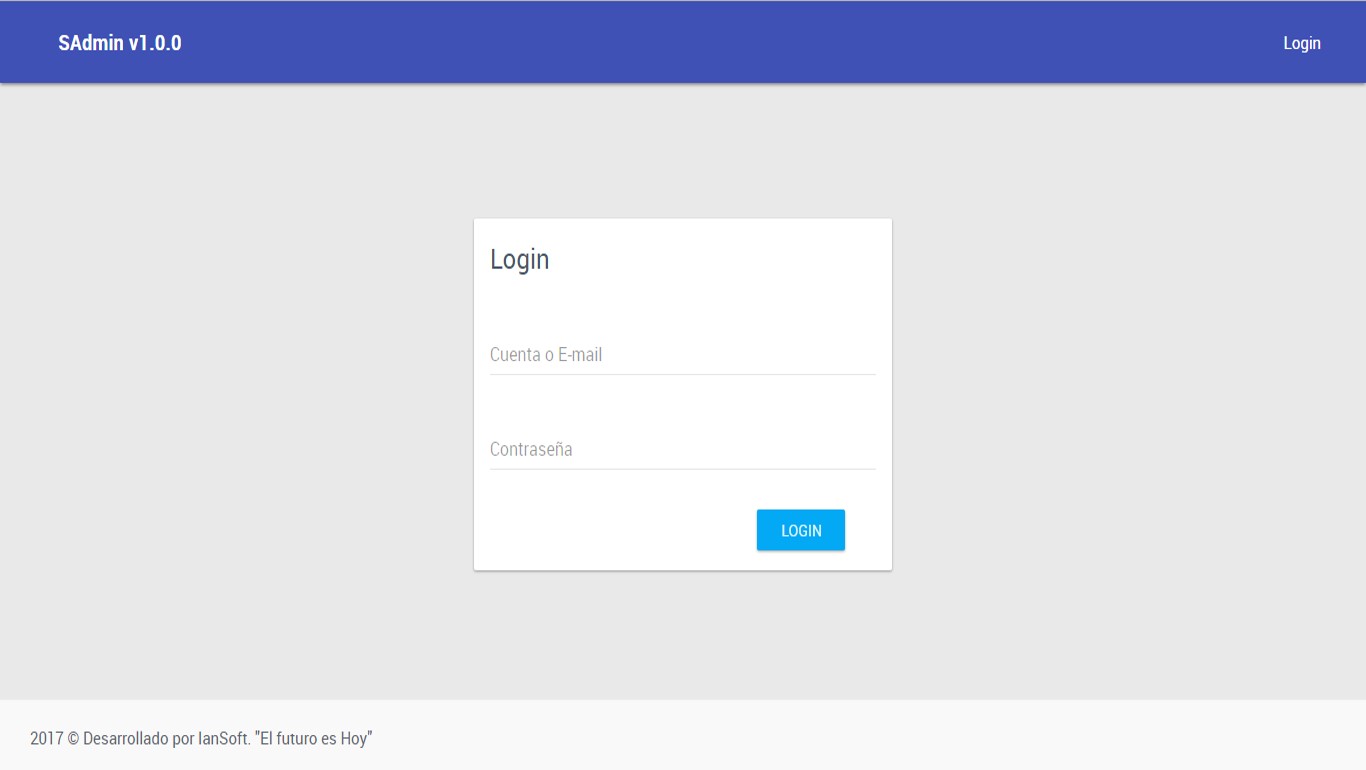 SAdmin v1.0.0
Login
Login
Cuenta o E-mail
Contraseña
LOGIN
2017 © Desarrollado por IanSoft. "El futuro es Hoy"